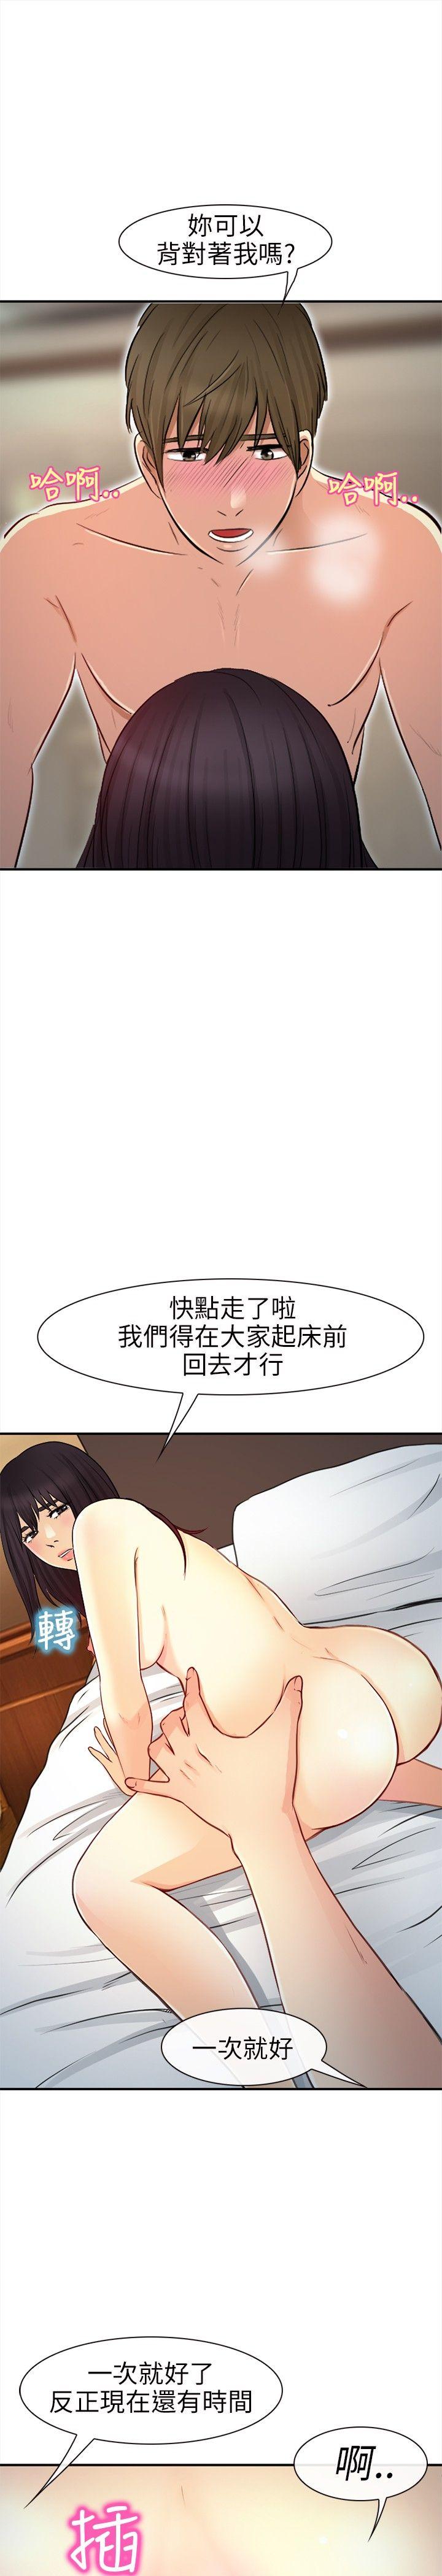 妳可以
背對著我嗎?
哈啊..
哈啊..
快點走了啦
我們得在大家起床前
回去才行
轉
一次就好
一次就好了
反正現在還有時間
啊..
插